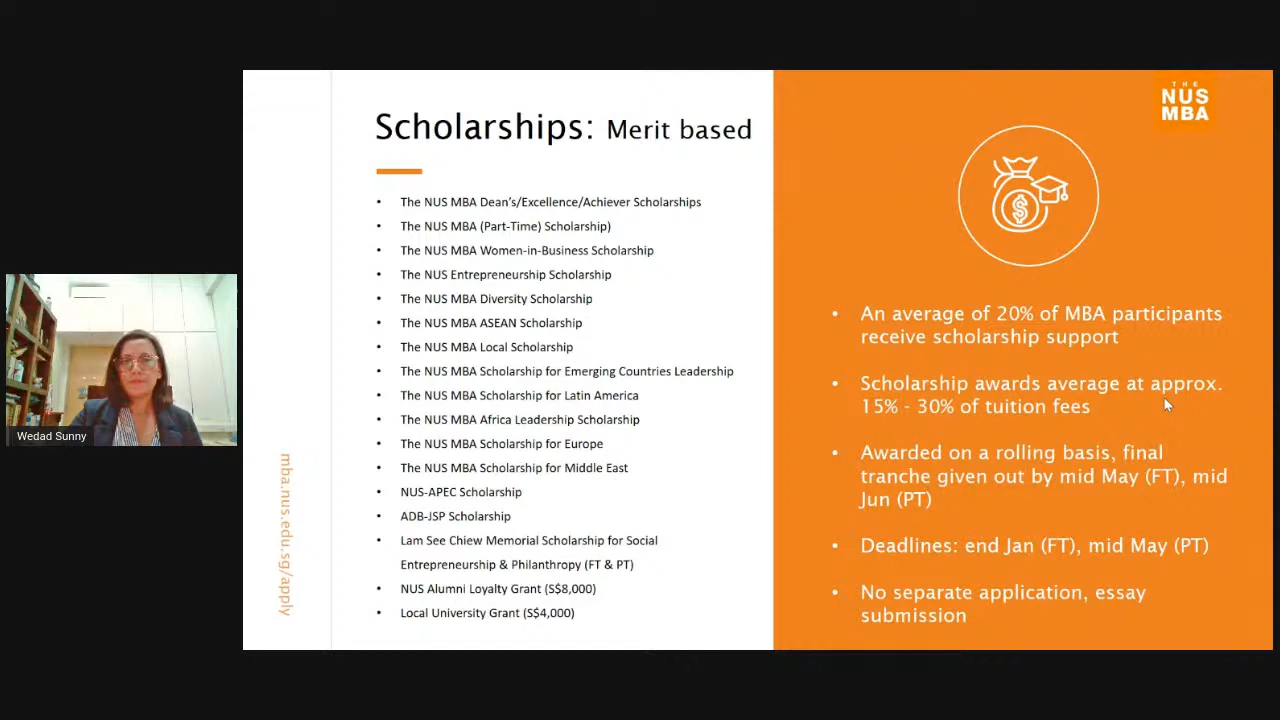 Scholarships: Merit based
• The NUS MBA Dean's/Excellence/Achiever Scholarships
• The NUS MBA (Part-Time) Scholarship)
• The NUS MBA Women-in-Business Scholarship
• The NUS Entrepreneurship Scholarship
• The NUS MBA Diversity Scholarship
• The NUS MBA ASEAN Scholarship
• The NUS MBA Local Scholarship
• The NUS MBA Scholarship for Emerging Countries Leadership
• The NUS MBA Scholarship for Latin America
• The NUS MBA Africa Leadership Scholarship
• The NUS MBA Scholarship for Europe
• The NUS MBA Scholarship for Middle East
• NUS-APEC Scholarship
• ADB-JSP Scholarship
• Lam See Chiew Memorial Scholarship for Social
Entrepreneurship & Philanthropy (FT & PT)
• NUS Alumni Loyalty Grant (S$8,000)
• Local University Grant (S$4,000)
mba.nus.edu.sg/apply
THE
NUS
MBA
$
• An average of 20% of MBA participants
receive scholarship support
• Scholarship awards average at approx.
15% - 30% of tuition fees
• Awarded on a rolling basis, final
tranche given out by mid May (FT), mid
Jun (PT)
• Deadlines: end Jan (FT), mid May (PT)
• No separate application, essay
submission
Wedad Sunny